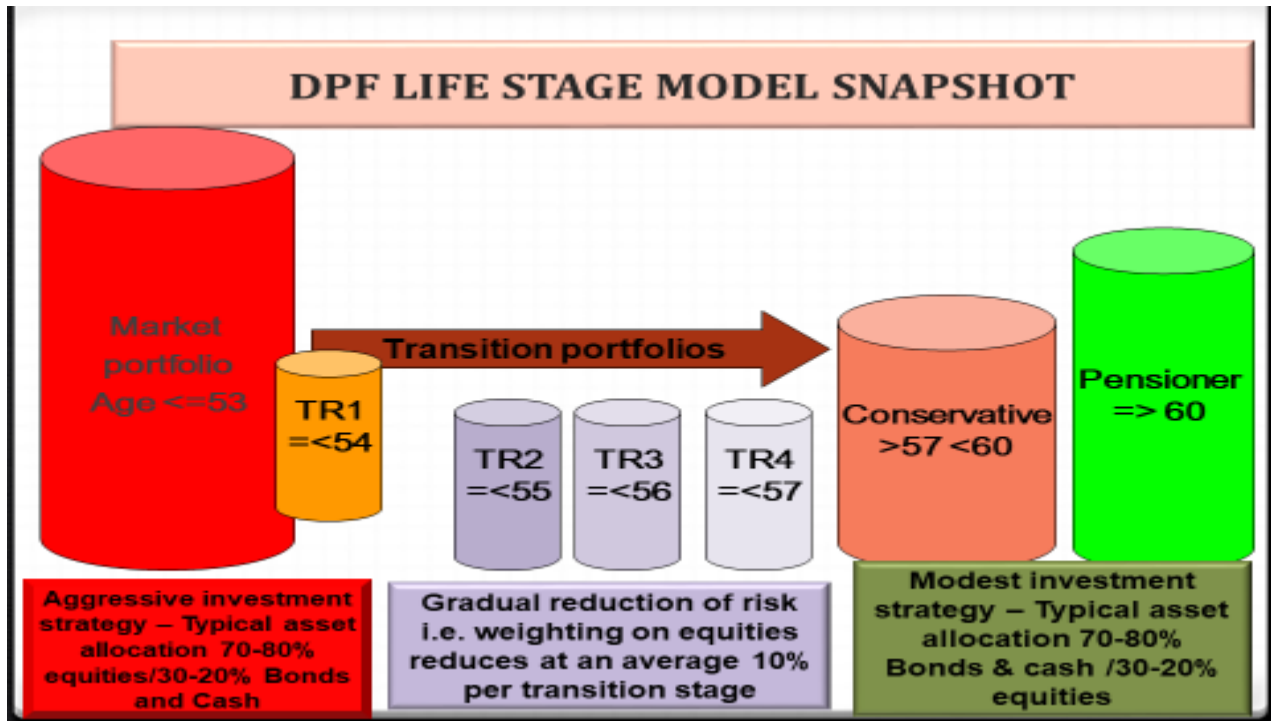 DPF LIFE STAGE MODEL SNAPSHOT
Market
portfolio
Age <=53
TR1
=<54
Transition portfolios
TR2
=<55
TR3
=<56
TR4
=<57
Conservative
>57 <60
Pensioner
=> 60
Aggressive investment
strategy – Typical asset
allocation 70-80%
equities/30-20% Bonds
and Cash
Gradual reduction of risk
i.e. weighting on equities
reduces at an average 10%
per transition stage
Modest investment
strategy – Typical asset
allocation 70-80%
Bonds & cash /30-20%
equities